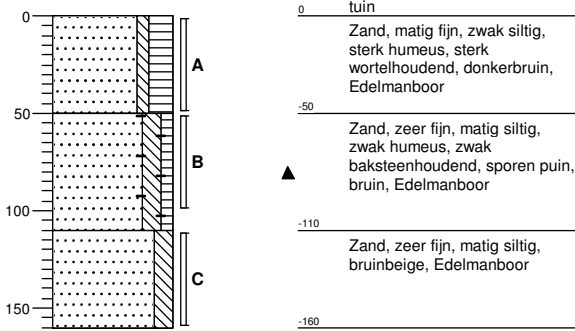 0
50
100
150
A
B
C
0
tuin
Zand, matig fijn, zwak siltig,
sterk humeus, sterk
wortelhoudend, donkerbruin,
Edelmanboor
-50
Zand, zeer fijn, matig siltig,
zwak humeus, zwak
baksteenhoudend, sporen puin,
bruin, Edelmanboor
-110
Zand, zeer fijn, matig siltig,
bruinbeige, Edelmanboor
-160